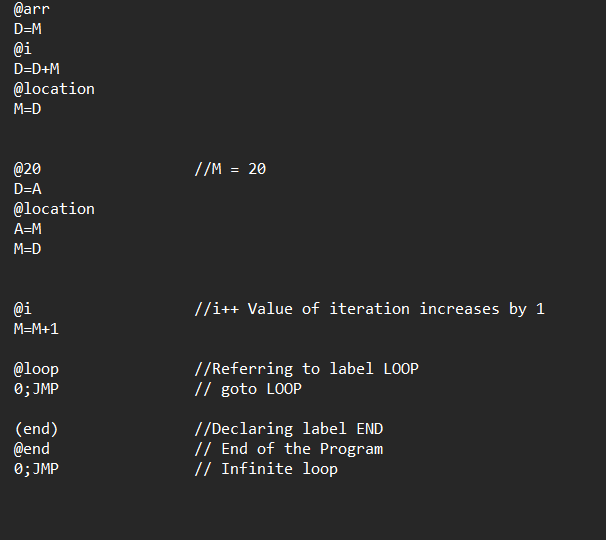 @arr
D=M
@i
D=D+M
@location
M=D
@20 //M = 20
D=A
@location
A=M
M=D
@i //i++ Value of iteration increases by 1
M=M+1
@loop //Referring to label LOOP
0;JMP // goto LOOP
(end) //Declaring label END
@end // End of the Program
0;JMP // Infinite loop